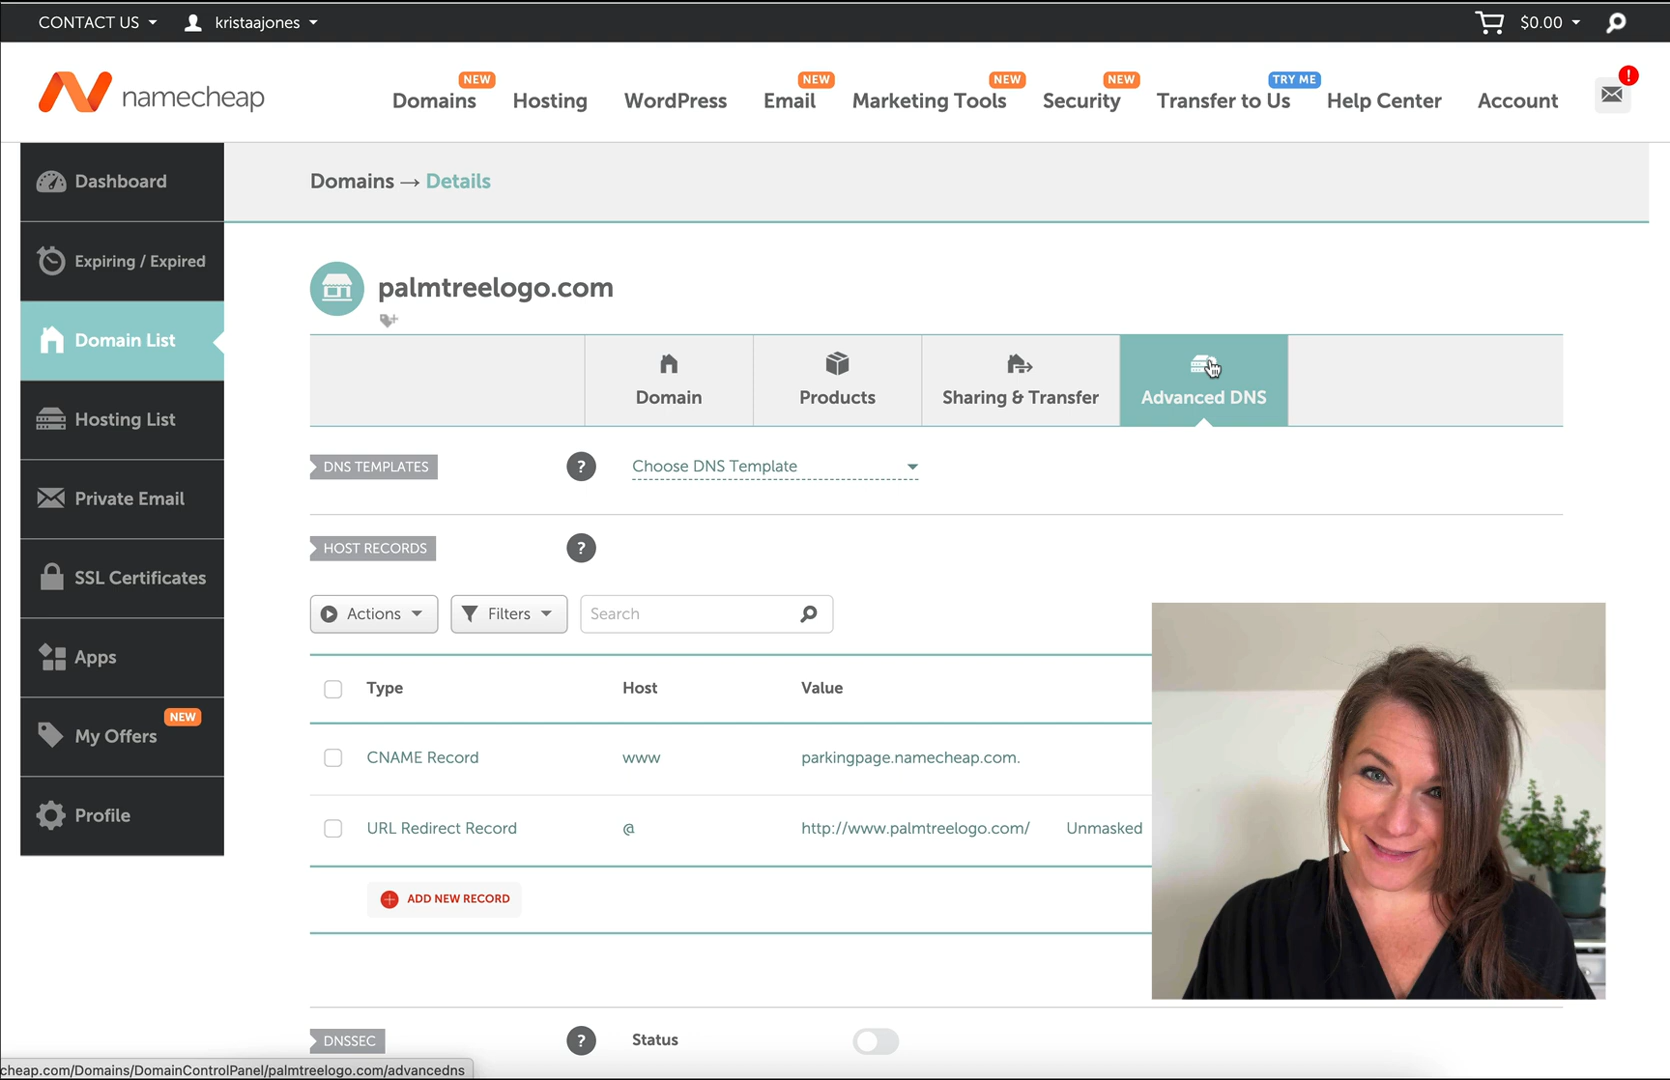 CONTACT US
kristaajones
$0.00
namecheap
NEW
Domains
Hosting
WordPress
NEW
Email
NEW
Marketing Tools
NEW
Security
TRY ME
Transfer to Us
Help Center
Account
!
Dashboard
Expiring / Expired
Domain List
Hosting List
Private Email
SSL Certificates
Apps
NEW
My Offers
Profile
Domains → Details
palmtreelogo.com
Domain
Products
Sharing & Transfer
Advanced DNS
DNS TEMPLATES
?
Choose DNS Template
HOST RECORDS
?
Actions
Filters
Search
Type Host Value
CNAME Record www parkingpage.namecheap.com.
URL Redirect Record @ http://www.palmtreelogo.com/ Unmasked
ADD NEW RECORD
DNSSEC
?
Status
cheap.com/Domains/DomainControlPanel/palmtreelogo.com/advancedns